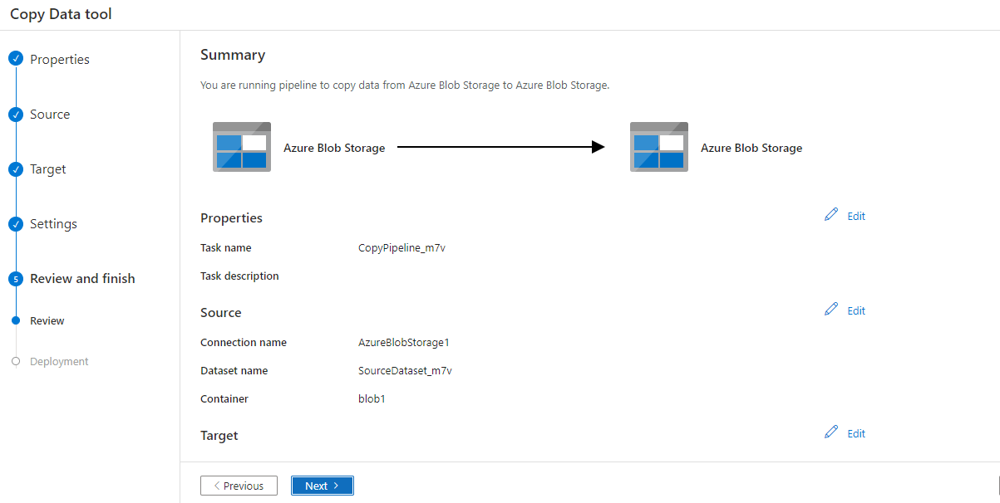 Copy Data tool
Properties
Source
Target
Settings
5 Review and finish
Review
Deployment
Summary
You are running pipeline to copy data from Azure Blob Storage to Azure Blob Storage.
Azure Blob Storage Azure Blob Storage
Properties Edit
Task name CopyPipeline_m7v
Task description
Source Edit
Connection name AzureBlobStorage1
Dataset name SourceDataset_m7v
Container blob1
Target Edit
< Previous Next >